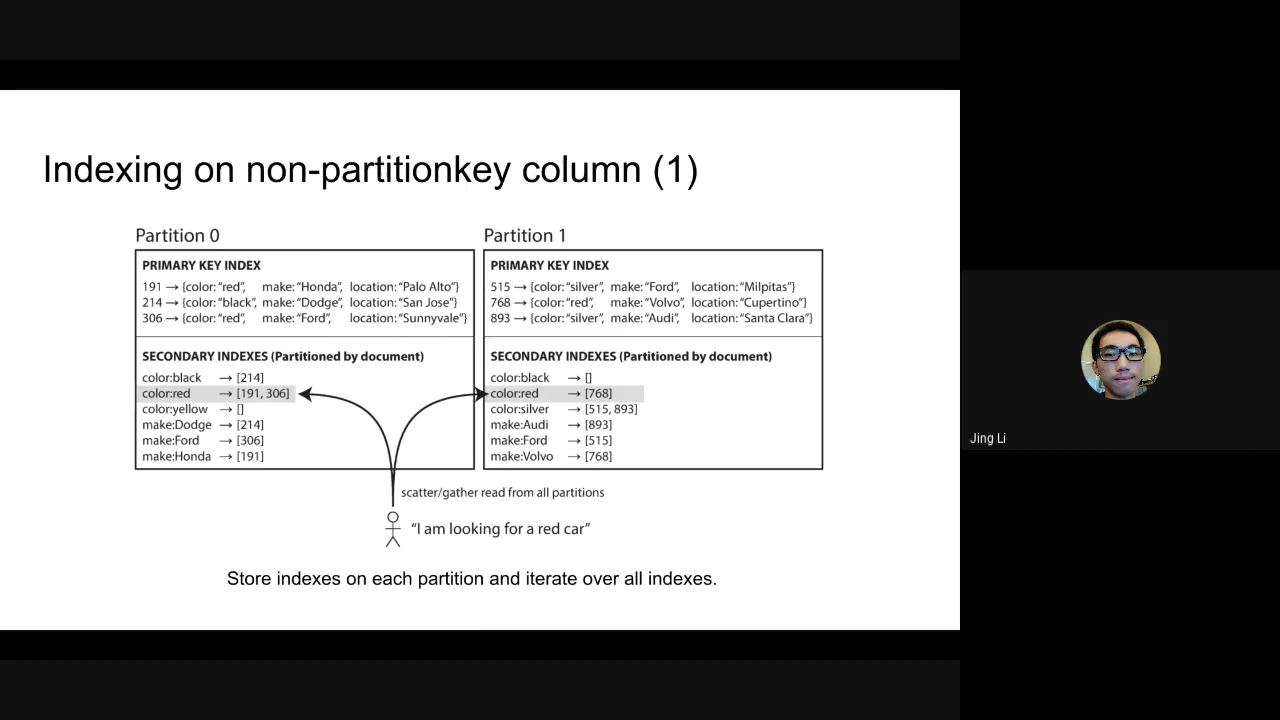 Indexing on non-partitionkey column (1)
Partition 0
PRIMARY KEY INDEX
191 → {color: “red”, make: “Honda”, location: “Palo Alto”}
214 → {color: “black”, make: “Dodge”, location: “San Jose”}
306 → {color: “red”, make: “Ford”, location: “Sunnyvale”}
SECONDARY INDEXES (Partitioned by document)
color:black → [214]
color:red → [191, 306]
color:yellow → []
make:Dodge → [214]
make:Ford → [306]
make:Honda → [191]
Partition 1
PRIMARY KEY INDEX
515 → {color: “silver”, make: “Ford”, location: “Milpitas”}
768 → {color: “red”, make: “Volvo”, location: “Cupertino”}
893 → {color: “silver”, make: “Audi”, location: “Santa Clara”}
SECONDARY INDEXES (Partitioned by document)
color:black → []
color:red → [768]
color:silver → [515, 893]
make:Audi → [893]
make:Ford → [515]
make:Volvo → [768]
scatter/gather read from all partitions
“I am looking for a red car”
Store indexes on each partition and iterate over all indexes.
Jing Li